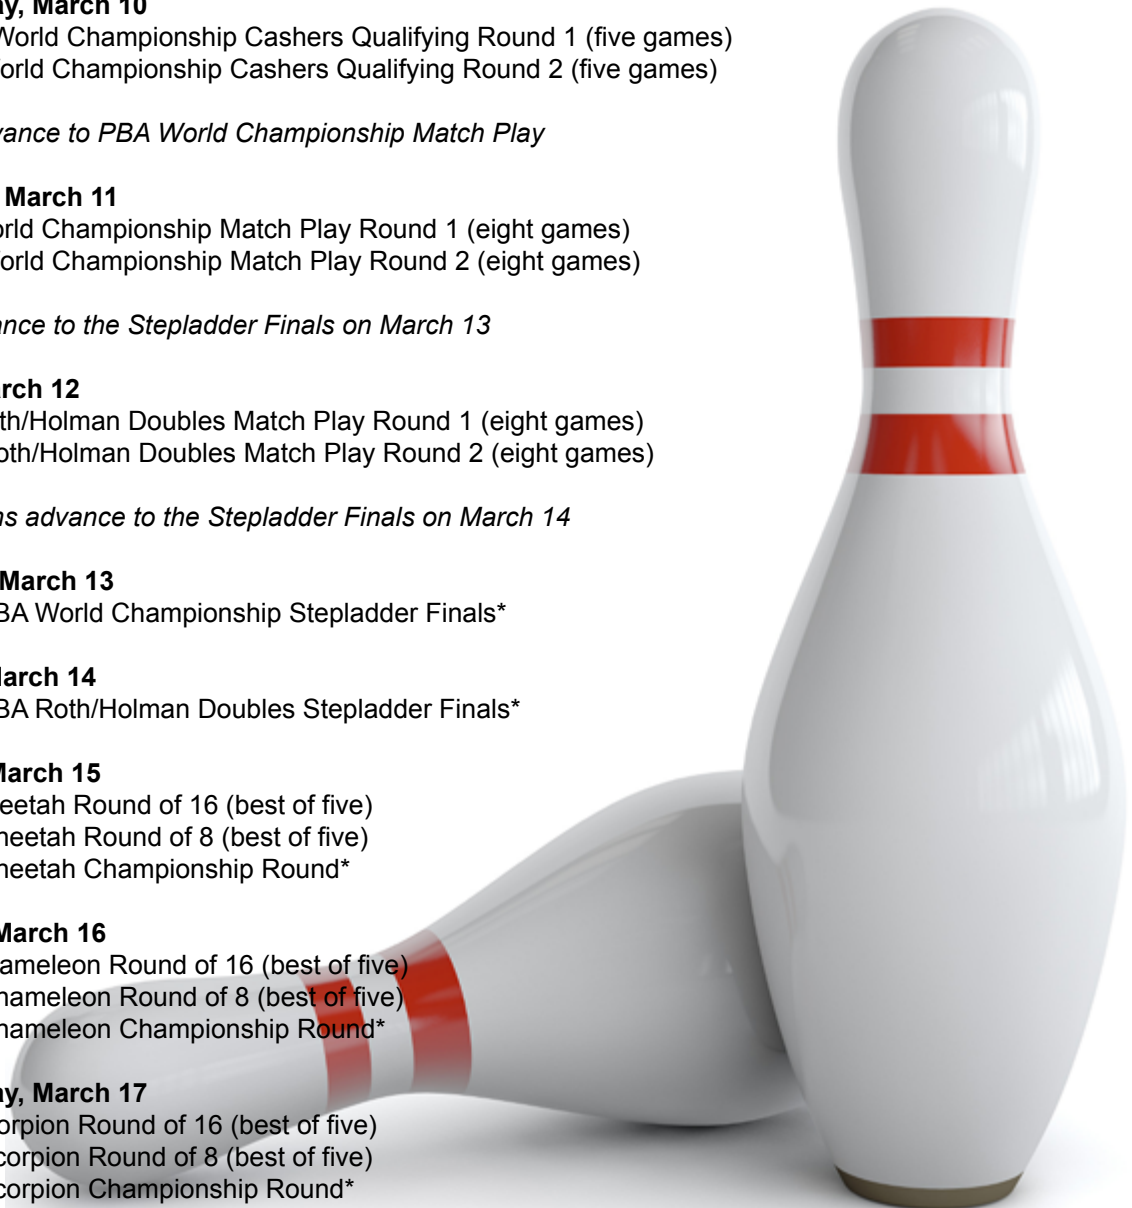 ay, March 10
World Championship Cashers Qualifying Round 1 (five games)
orld Championship Cashers Qualifying Round 2 (five games)
vance to PBA World Championship Match Play
March 11
orld Championship Match Play Round 1 (eight games)
orld Championship Match Play Round 2 (eight games)
ance to the Stepladder Finals on March 13
arch 12
th/Holman Doubles Match Play Round 1 (eight games)
oth/Holman Doubles Match Play Round 2 (eight games)
ns advance to the Stepladder Finals on March 14
March 13
BA World Championship Stepladder Finals*
March 14
BA Roth/Holman Doubles Stepladder Finals*
March 15
eetah Round of 16 (best of five)
heetah Round of 8 (best of five)
heetah Championship Round*
March 16
ameleon Round of 16 (best of five)
hameleon Round of 8 (best of five)
hameleon Championship Round*
ay, March 17
orpion Round of 16 (best of five)
corpion Round of 8 (best of five)
corpion Championship Round*